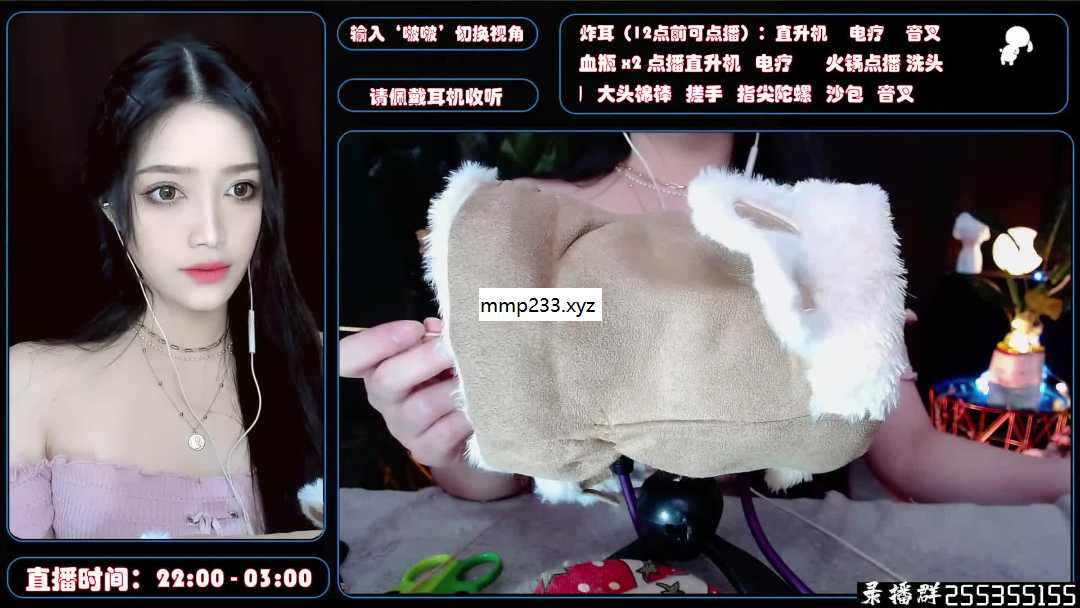 输入‘啵啵’切换视角
请佩戴耳机收听
炸耳（12点前可点播）：直升机 电疗 音叉
血瓶 x2 点播直升机 电疗 火锅点播 洗头
大头棉棒 搓手 指尖陀螺 沙包 音叉
mmp233.xyz
直播时间：22:00 - 03:00
录播群255355155